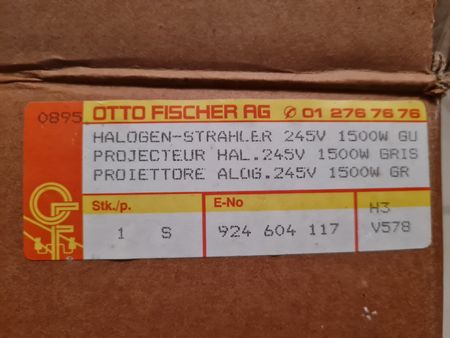 0895 OTTO FISCHER AG ✆ 01 276 76 76
HALOGEN-STRAHLER 245V 1500W GU
PROJECTEUR HAL.245V 1500W GRIS
PROIETTORE ALOG.245V 1500W GR
Stk./p. E-No H3
1 S 924 604 117 V578